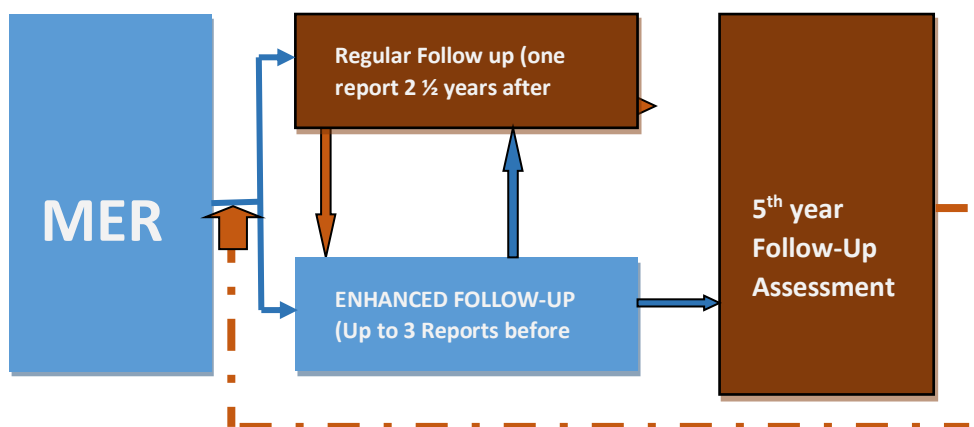 MER
Regular Follow up (one
report 2 ½ years after
ENHANCED FOLLOW-UP
(Up to 3 Reports before
5th year
Follow-Up
Assessment